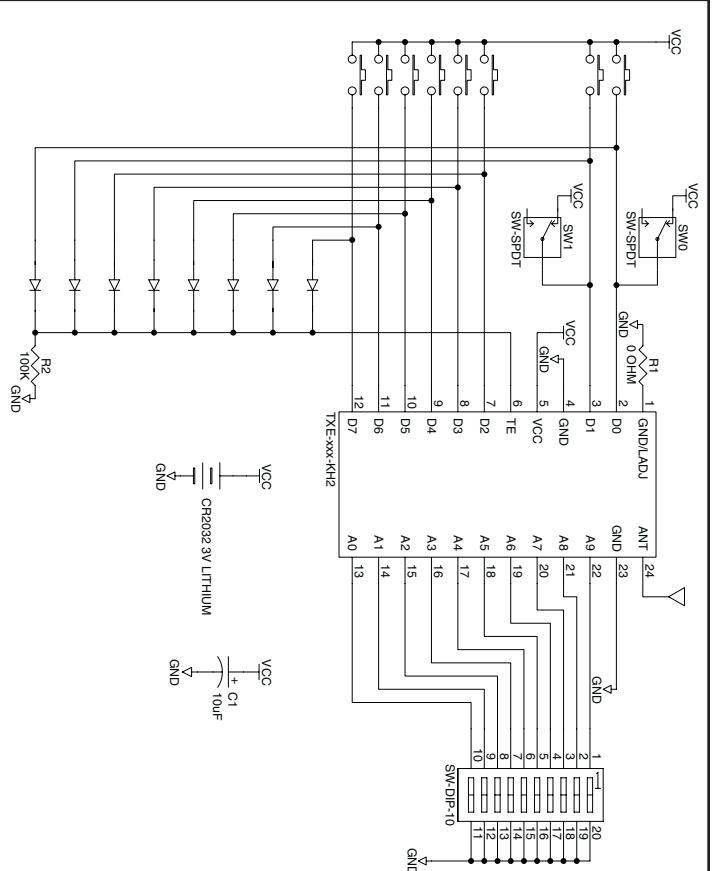 VCC
VCC
SW0
SW-SPDT
VCC
SW1
SW-SPDT
GND
R1
0 OHM
VCC
GND
R2
100K
GND
1
2
3
4
5
6
7
8
9
10
11
12
GND/LADJ
D0
D1
GND
VCC
TE
D2
D3
D4
D5
D6
D7
TXE-xxx-KH2
ANT
GND
A9
A8
A7
A6
A5
A4
A3
A2
A1
A0
24
23
22
21
20
19
18
17
16
15
14
13
GND
VCC
GND
CR2032 3V LITHIUM
VCC
+
C1
10uF
GND
1
2
3
4
5
6
7
8
9
10
1
20
19
18
17
16
15
14
13
12
11
SW-DIP-10
GND